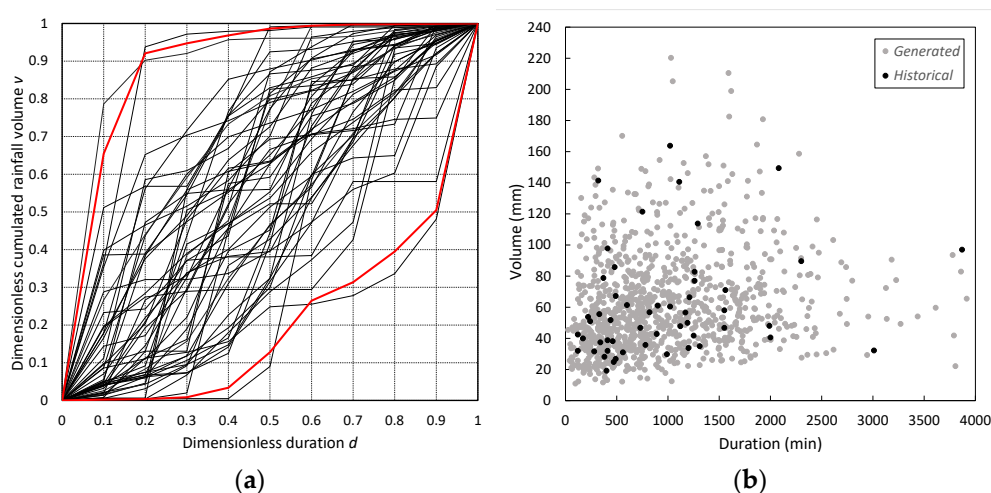 1
0.9
0.8
0.7
0.6
0.5
0.4
0.3
0.2
0.1
0
Dimensionless cumulated rainfall volume v
0 0.1 0.2 0.3 0.4 0.5 0.6 0.7 0.8 0.9 1
Dimensionless duration d
(a)
240
220
200
180
160
140
120
100
80
60
40
20
0
Volume (mm)
Generated
Historical
0 500 1000 1500 2000 2500 3000 3500 4000
Duration (min)
(b)